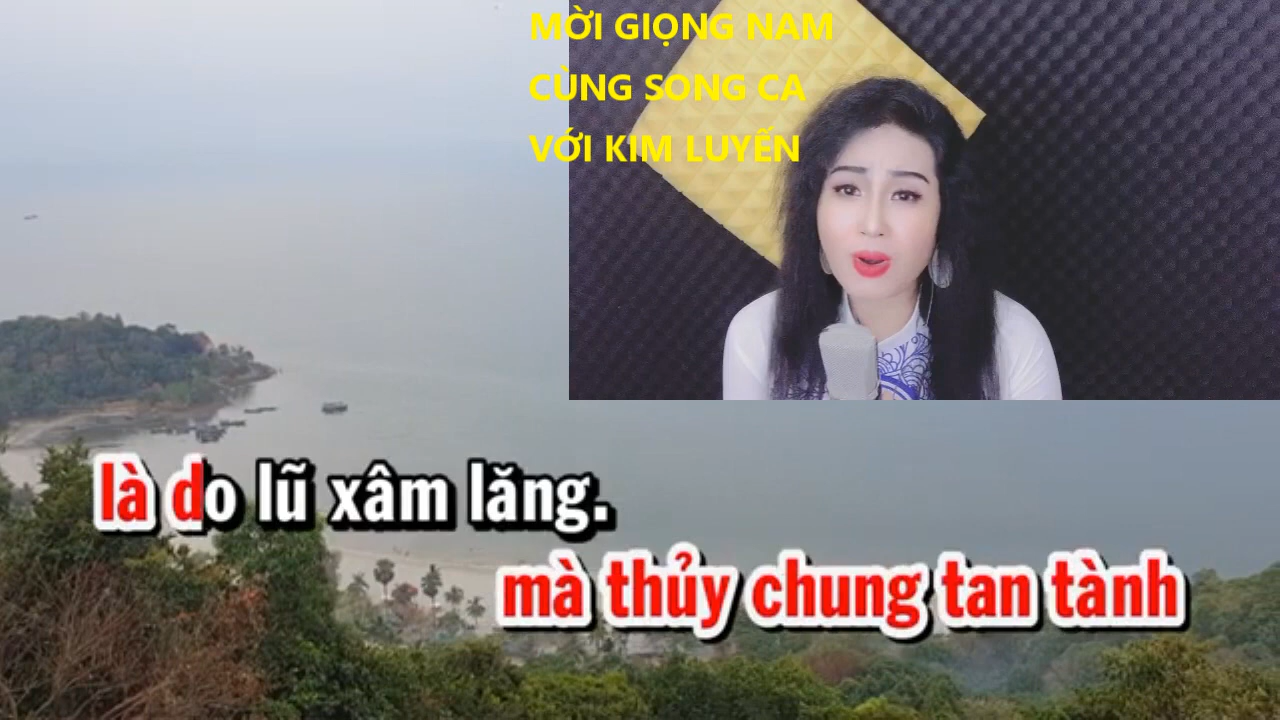 MỜI GIỌNG NAM
CÙNG SONG CA
VỚI KIM LUYẾN
là do lũ xâm lăng.
mà thủy chung tan tành